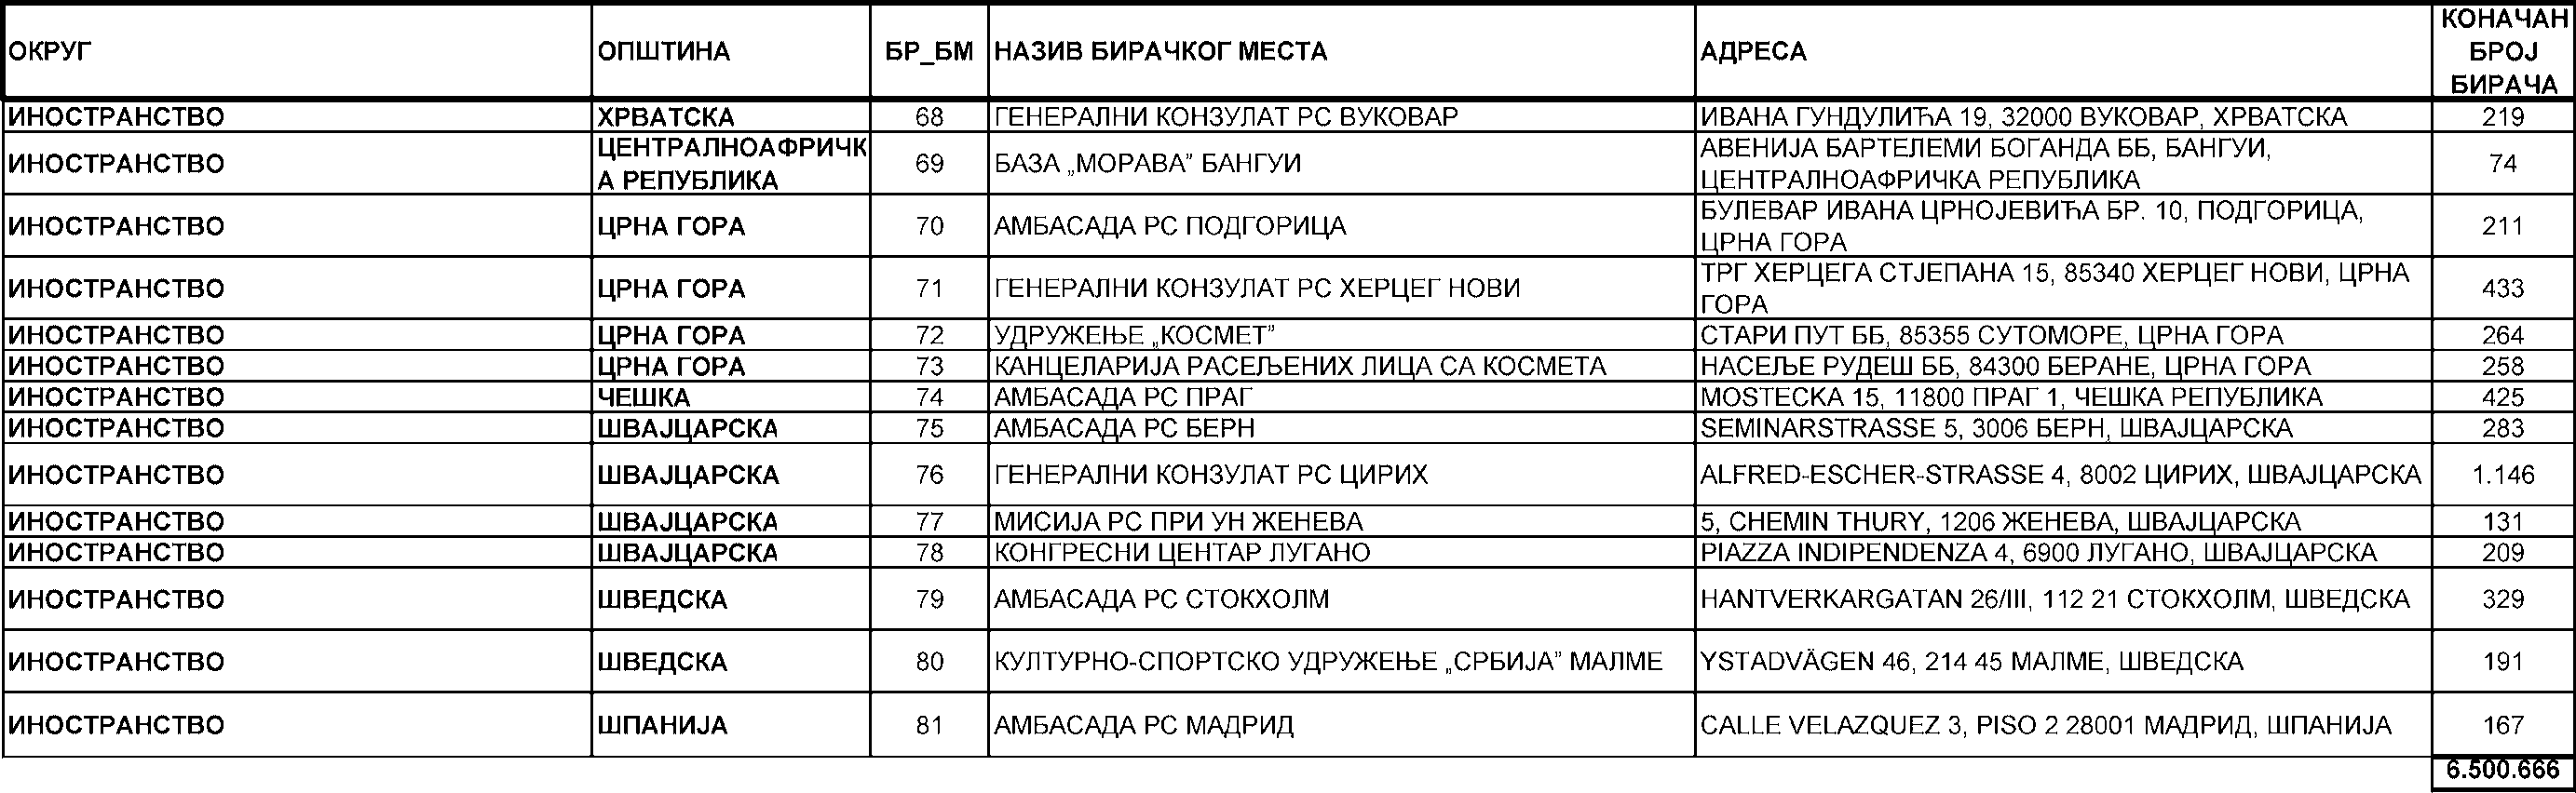 ОКРУГ ОПШТИНА БР_БМ НАЗИВ БИРАЧКОГ МЕСТА АДРЕСА КОНАЧАН БРОЈ БИРАЧА
ИНОСТРАНСТВО ХРВАТСКА 68 ГЕНЕРАЛНИ КОНЗУЛАТ РС ВУКОВАР ИВАНА ГУНДУЛИЋА 19, 32000 ВУКОВАР, ХРВАТСКА 219
ИНОСТРАНСТВО ЦЕНТРАЛНОАФРИЧК
А РЕПУБЛИКА 69 БАЗА „МОРАВА” БАНГУИ АВЕНИЈА БАРТЕЛЕМИ БОГАНДА ББ, БАНГУИ,
ЦЕНТРАЛНОАФРИЧКА РЕПУБЛИКА 74
ИНОСТРАНСТВО ЦРНА ГОРА 70 АМБАСАДА РС ПОДГОРИЦА БУЛЕВАР ИВАНА ЦРНОЈЕВИЋА БР. 10, ПОДГОРИЦА,
ЦРНА ГОРА 211
ИНОСТРАНСТВО ЦРНА ГОРА 71 ГЕНЕРАЛНИ КОНЗУЛАТ РС ХЕРЦЕГ НОВИ ТРГ ХЕРЦЕГА СТЈЕПАНА 15, 85340 ХЕРЦЕГ НОВИ, ЦРНА
ГОРА 433
ИНОСТРАНСТВО ЦРНА ГОРА 72 УДРУЖЕЊЕ „КОСМЕТ” СТАРИ ПУТ ББ, 85355 СУТОМОРЕ, ЦРНА ГОРА 264
ИНОСТРАНСТВО ЦРНА ГОРА 73 КАНЦЕЛАРИЈА РАСЕЉЕНИХ ЛИЦА СА КОСМЕТА НАСЕЉЕ РУДЕШ ББ, 84300 БЕРАНЕ, ЦРНА ГОРА 258
ИНОСТРАНСТВО ЧЕШКА 74 АМБАСАДА РС ПРАГ MOSTECKA 15, 11800 ПРАГ 1, ЧЕШКА РЕПУБЛИКА 425
ИНОСТРАНСТВО ШВАЈЦАРСКА 75 АМБАСАДА РС БЕРН SEMINARSTRASSE 5, 3006 БЕРН, ШВАЈЦАРСКА 283
ИНОСТРАНСТВО ШВАЈЦАРСКА 76 ГЕНЕРАЛНИ КОНЗУЛАТ РС ЦИРИХ ALFRED-ESCHER-STRASSE 4, 8002 ЦИРИХ, ШВАЈЦАРСКА 1.146
ИНОСТРАНСТВО ШВАЈЦАРСКА 77 МИСИЈА РС ПРИ УН ЖЕНЕВА 5, CHEMIN THURY, 1206 ЖЕНЕВА, ШВАЈЦАРСКА 131
ИНОСТРАНСТВО ШВАЈЦАРСКА 78 КОНГРЕСНИ ЦЕНТАР ЛУГАНО PIAZZA INDIPENDENZA 4, 6900 ЛУГАНО, ШВАЈЦАРСКА 209
ИНОСТРАНСТВО ШВЕДСКА 79 АМБАСАДА РС СТОКХОЛМ HANTVERKARGATAN 26/III, 112 21 СТОКХОЛМ, ШВЕДСКА 329
ИНОСТРАНСТВО ШВЕДСКА 80 КУЛТУРНО-СПОРТСКО УДРУЖЕЊЕ „СРБИЈА” МАЛМЕ YSTADVÄGEN 46, 214 45 МАЛМЕ, ШВЕДСКА 191
ИНОСТРАНСТВО ШПАНИЈА 81 АМБАСАДА РС МАДРИД CALLE VELAZQUEZ 3, PISO 2 28001 МАДРИД, ШПАНИЈА 167
6.500.666